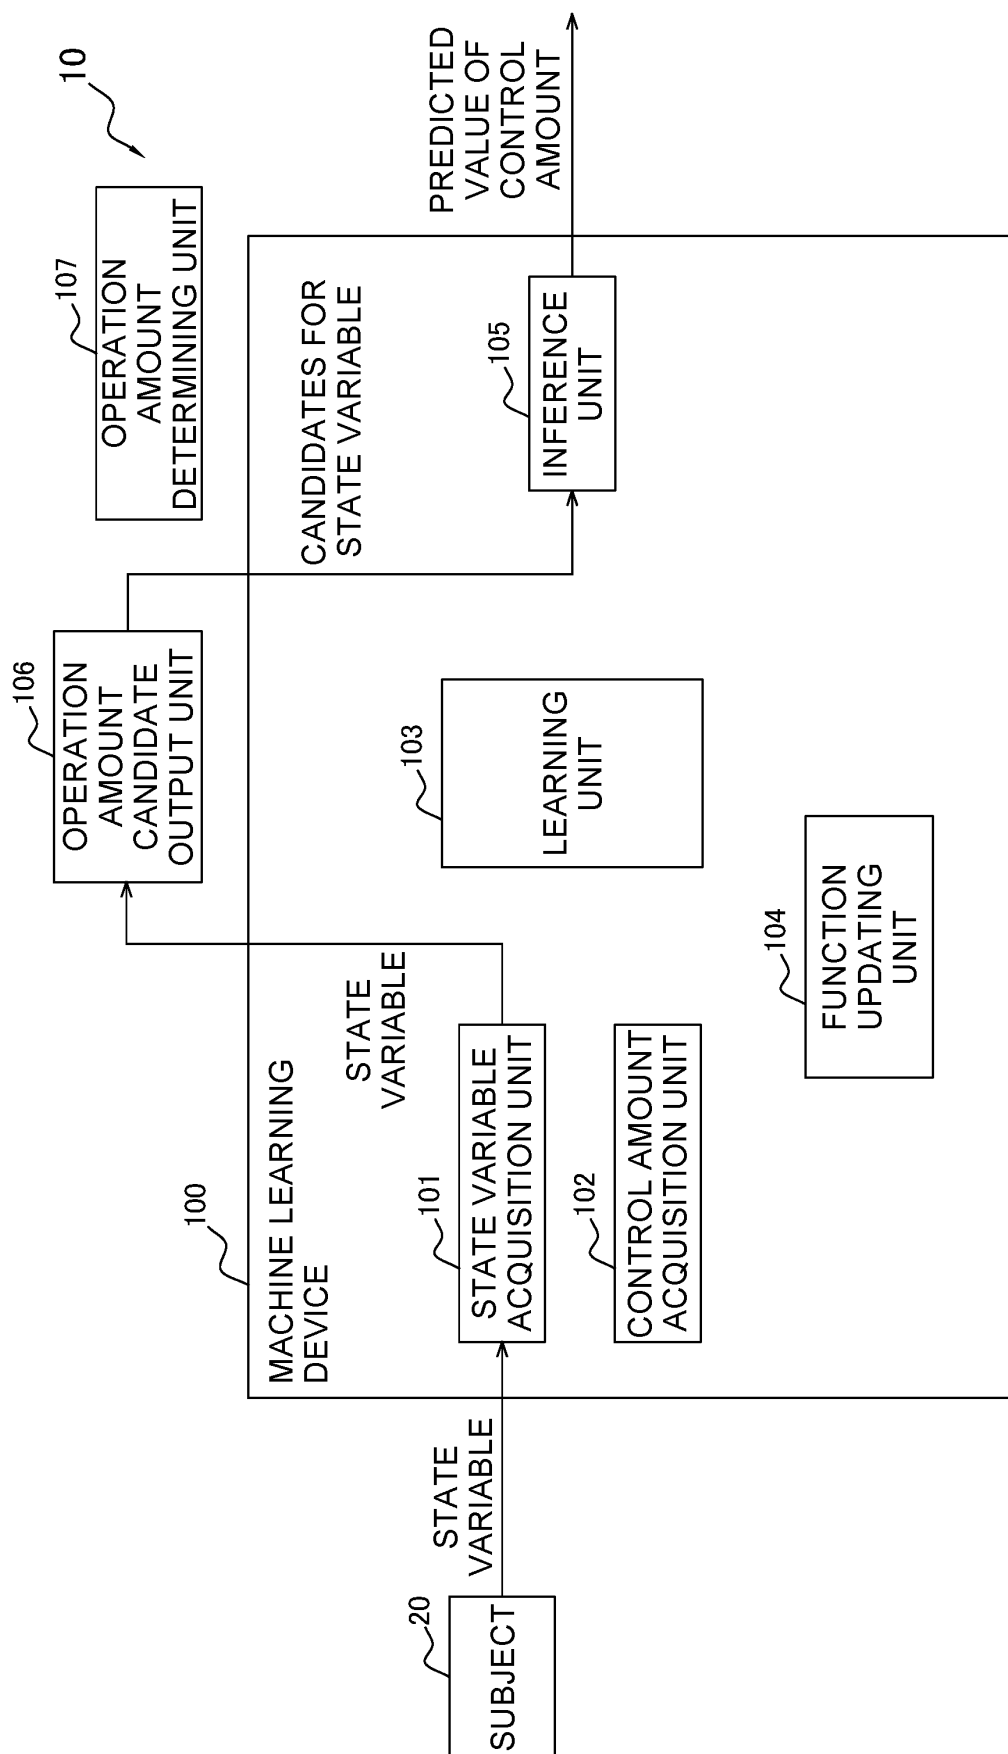 10
107
OPERATION
AMOUNT
DETERMINING UNIT
PREDICTED
VALUE OF
CONTROL
AMOUNT
106
OPERATION
AMOUNT
CANDIDATE
OUTPUT UNIT
CANDIDATES FOR
STATE VARIABLE
105
INFERENCE
UNIT
100
MACHINE LEARNING
DEVICE
STATE
VARIABLE
103
LEARNING
UNIT
101
STATE VARIABLE
ACQUISITION UNIT
102
CONTROL AMOUNT
ACQUISITION UNIT
104
FUNCTION
UPDATING
UNIT
STATE
VARIABLE
20
SUBJECT